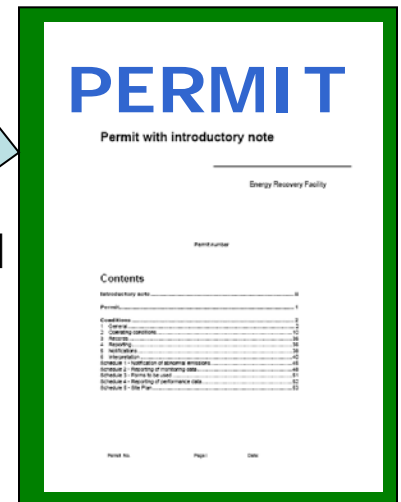 PERMIT
Permit with introductory note
Energy Recovery Facility
Permit number
Contents
Introductory note
Permit 1
Conditions
1 General
2 Operating conditions
3 Records
4 Reporting
5 Notifications
6 Interpretation
Schedule 1 - Notification of abnormal emissions
Schedule 2 - Reporting of monitoring data
Schedule 3 - Forms to be used
Schedule 4 - Reporting of performance data
Schedule 5 - Site Plan
Permit No. Page i Date: